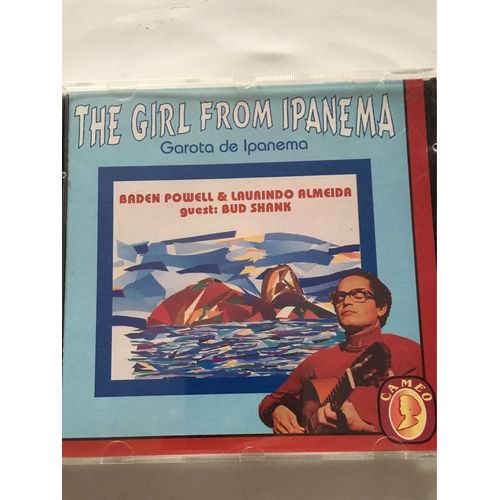 THE GIRL FROM IPANEMA
Garota de Ipanema
BADEN POWELL & LAURINDO ALMEIDA
guest: BUD SHANK
CAMEO